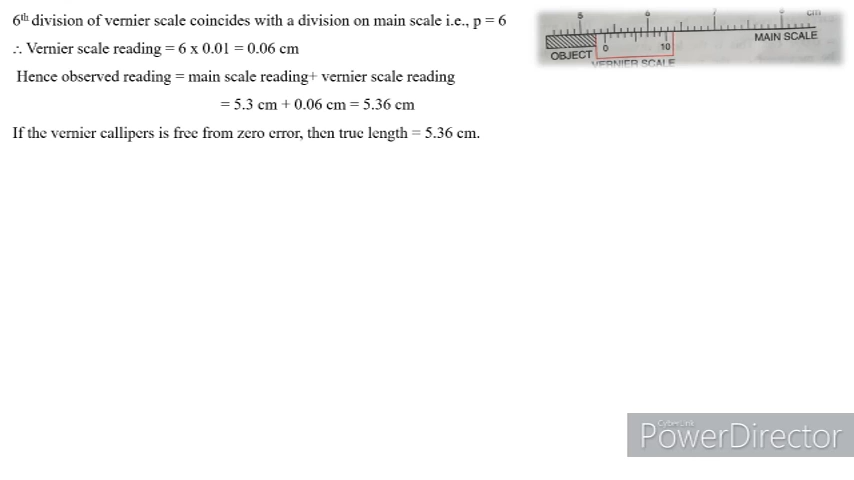 6th division of vernier scale coincides with a division on main scale i.e., p = 6
∴ Vernier scale reading = 6 x 0.01 = 0.06 cm
Hence observed reading = main scale reading+ vernier scale reading
= 5.3 cm + 0.06 cm = 5.36 cm
If the vernier callipers is free from zero error, then true length = 5.36 cm.
5 6 7 cm
MAIN SCALE
0 10
OBJECT
VERNIER SCALE
CyberLink
PowerDirector